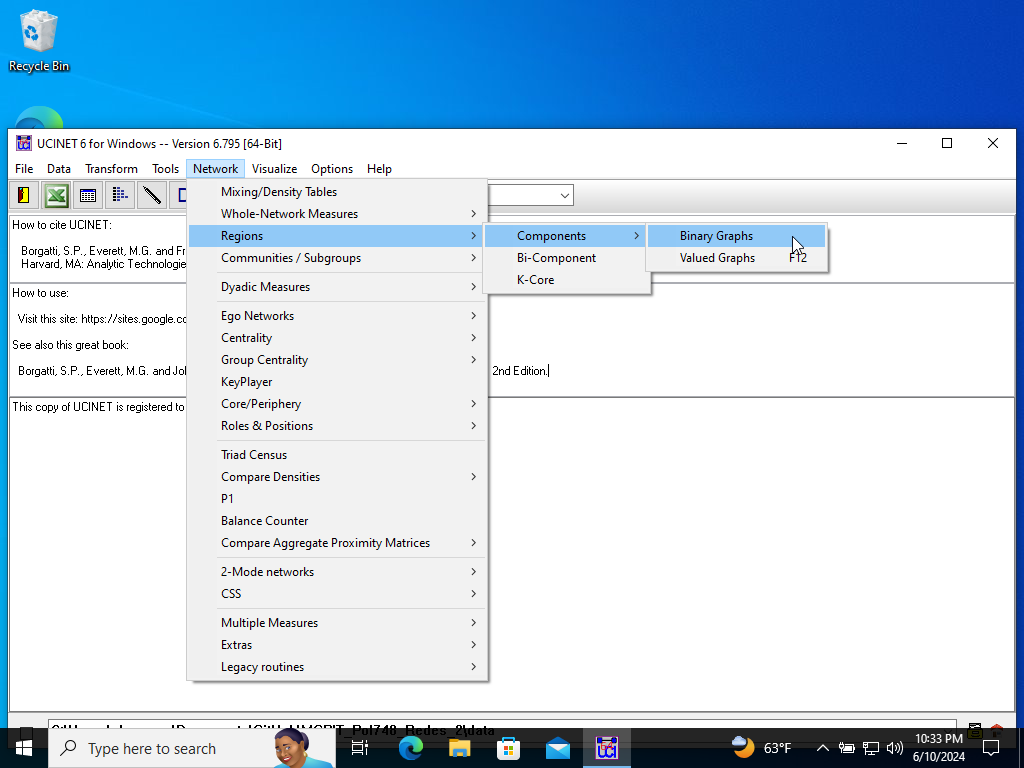 Recycle Bin
UCINET 6 for Windows -- Version 6.795 [64-Bit]
File Data Transform Tools Network Visualize Options Help
How to cite UCINET:
Borgatti, S.P., Everett, M.G. and
Harvard, MA: Analytic Technologie
How to use:
Visit this site: https://sites.google.co
See also this great book:
Borgatti, S.P., Everett, M.G. and
2nd Edition.
This copy of UCINET is registered to
Mixing/Density Tables
Whole-Network Measures
Regions
Communities / Subgroups
Dyadic Measures
Ego Networks
Centrality
Group Centrality
KeyPlayer
Core/Periphery
Roles & Positions
Triad Census
Compare Densities
P1
Balance Counter
Compare Aggregate Proximity Matrices
2-Mode networks
CSS
Multiple Measures
Extras
Legacy routines
Components
Bi-Component
K-Core
Binary Graphs
Valued Graphs F12
Type here to search
63°F
10:33 PM
6/10/2024